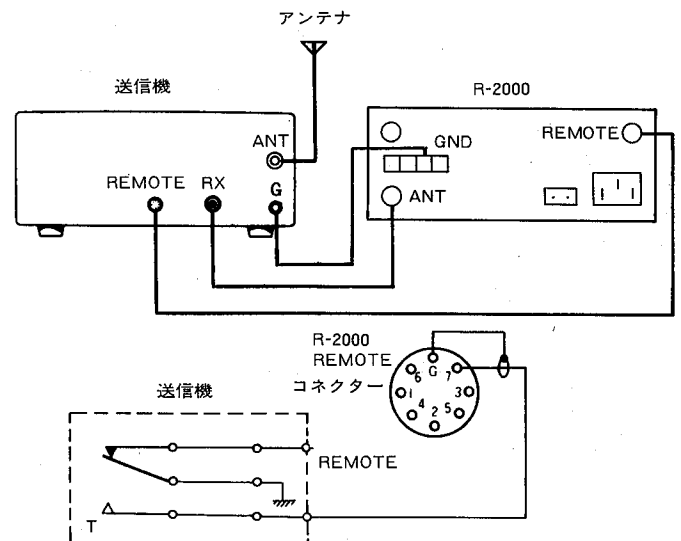 アンテナ
送信機
R-2000
ANT
REMOTE
GND
REMOTE
RX
G
ANT
R-2000
REMOTE
コネクター
G
6
7
1
3
4
2
5
送信機
REMOTE
T